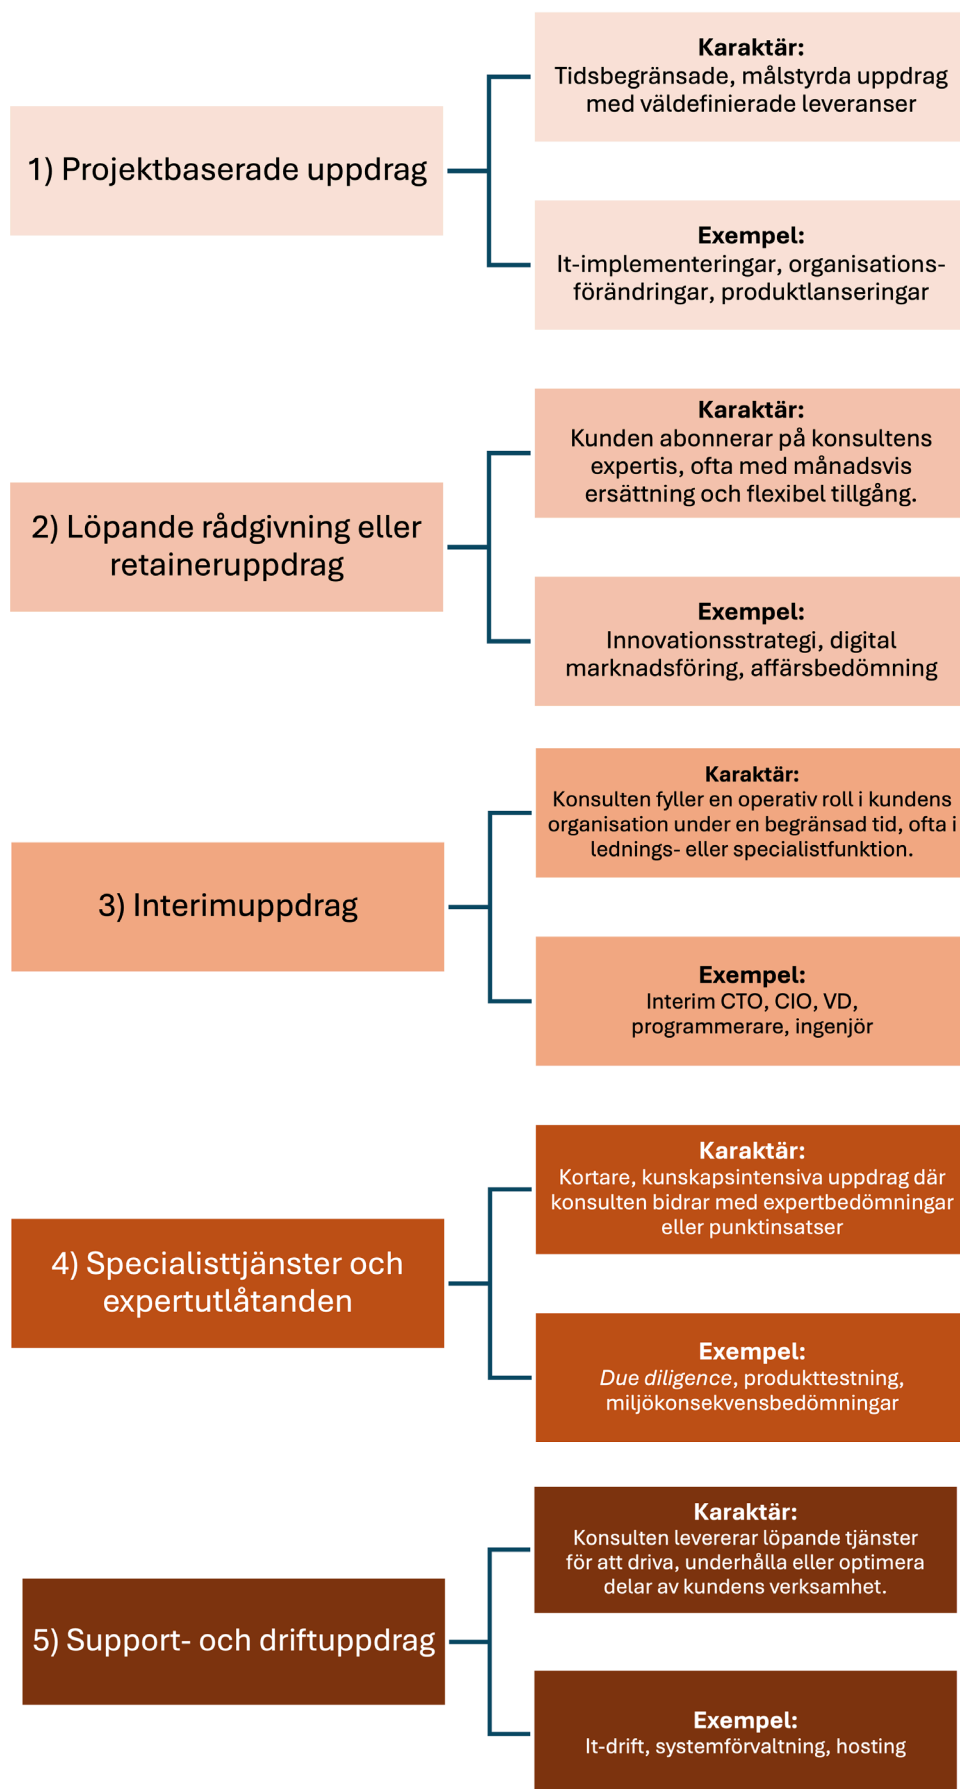 1) Projektbaserade uppdrag
Karaktär:
Tidsbegränsade, målstyrda uppdrag
med väldefinierade leveranser
Exempel:
It-implementeringar, organisations-
förändringar, produktlanseringar
2) Löpande rådgivning eller
retaineruppdrag
Karaktär:
Kunden abonnerar på konsultens
expertis, ofta med månadsvis
ersättning och flexibel tillgång.
Exempel:
Innovationsstrategi, digital
marknadsföring, affärsbedömning
3) Interimuppdrag
Karaktär:
Konsulten fyller en operativ roll i kundens
organisation under en begränsad tid, ofta i
lednings- eller specialistfunktion.
Exempel:
Interim CTO, CIO, VD,
programmerare, ingenjör
4) Specialisttjänster och
expertutlåtanden
Karaktär:
Kortare, kunskapsintensiva uppdrag där
konsulten bidrar med expertbedömningar
eller punktinsatser
Exempel:
Due diligence, produkttestning,
miljökonsekvensbedömningar
5) Support- och driftuppdrag
Karaktär:
Konsulten levererar löpande tjänster
för att driva, underhålla eller optimera
delar av kundens verksamhet.
Exempel:
It-drift, systemförvaltning, hosting